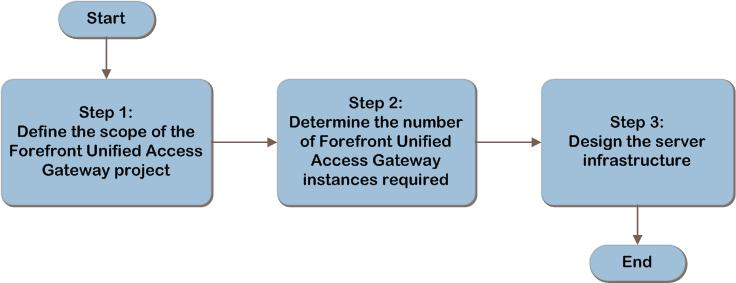 Start
Step 1:
Define the scope of the
Forefront Unified Access
Gateway project
Step 2:
Determine the number
of Forefront Unified
Access Gateway
instances required
Step 3:
Design the server
infrastructure
End